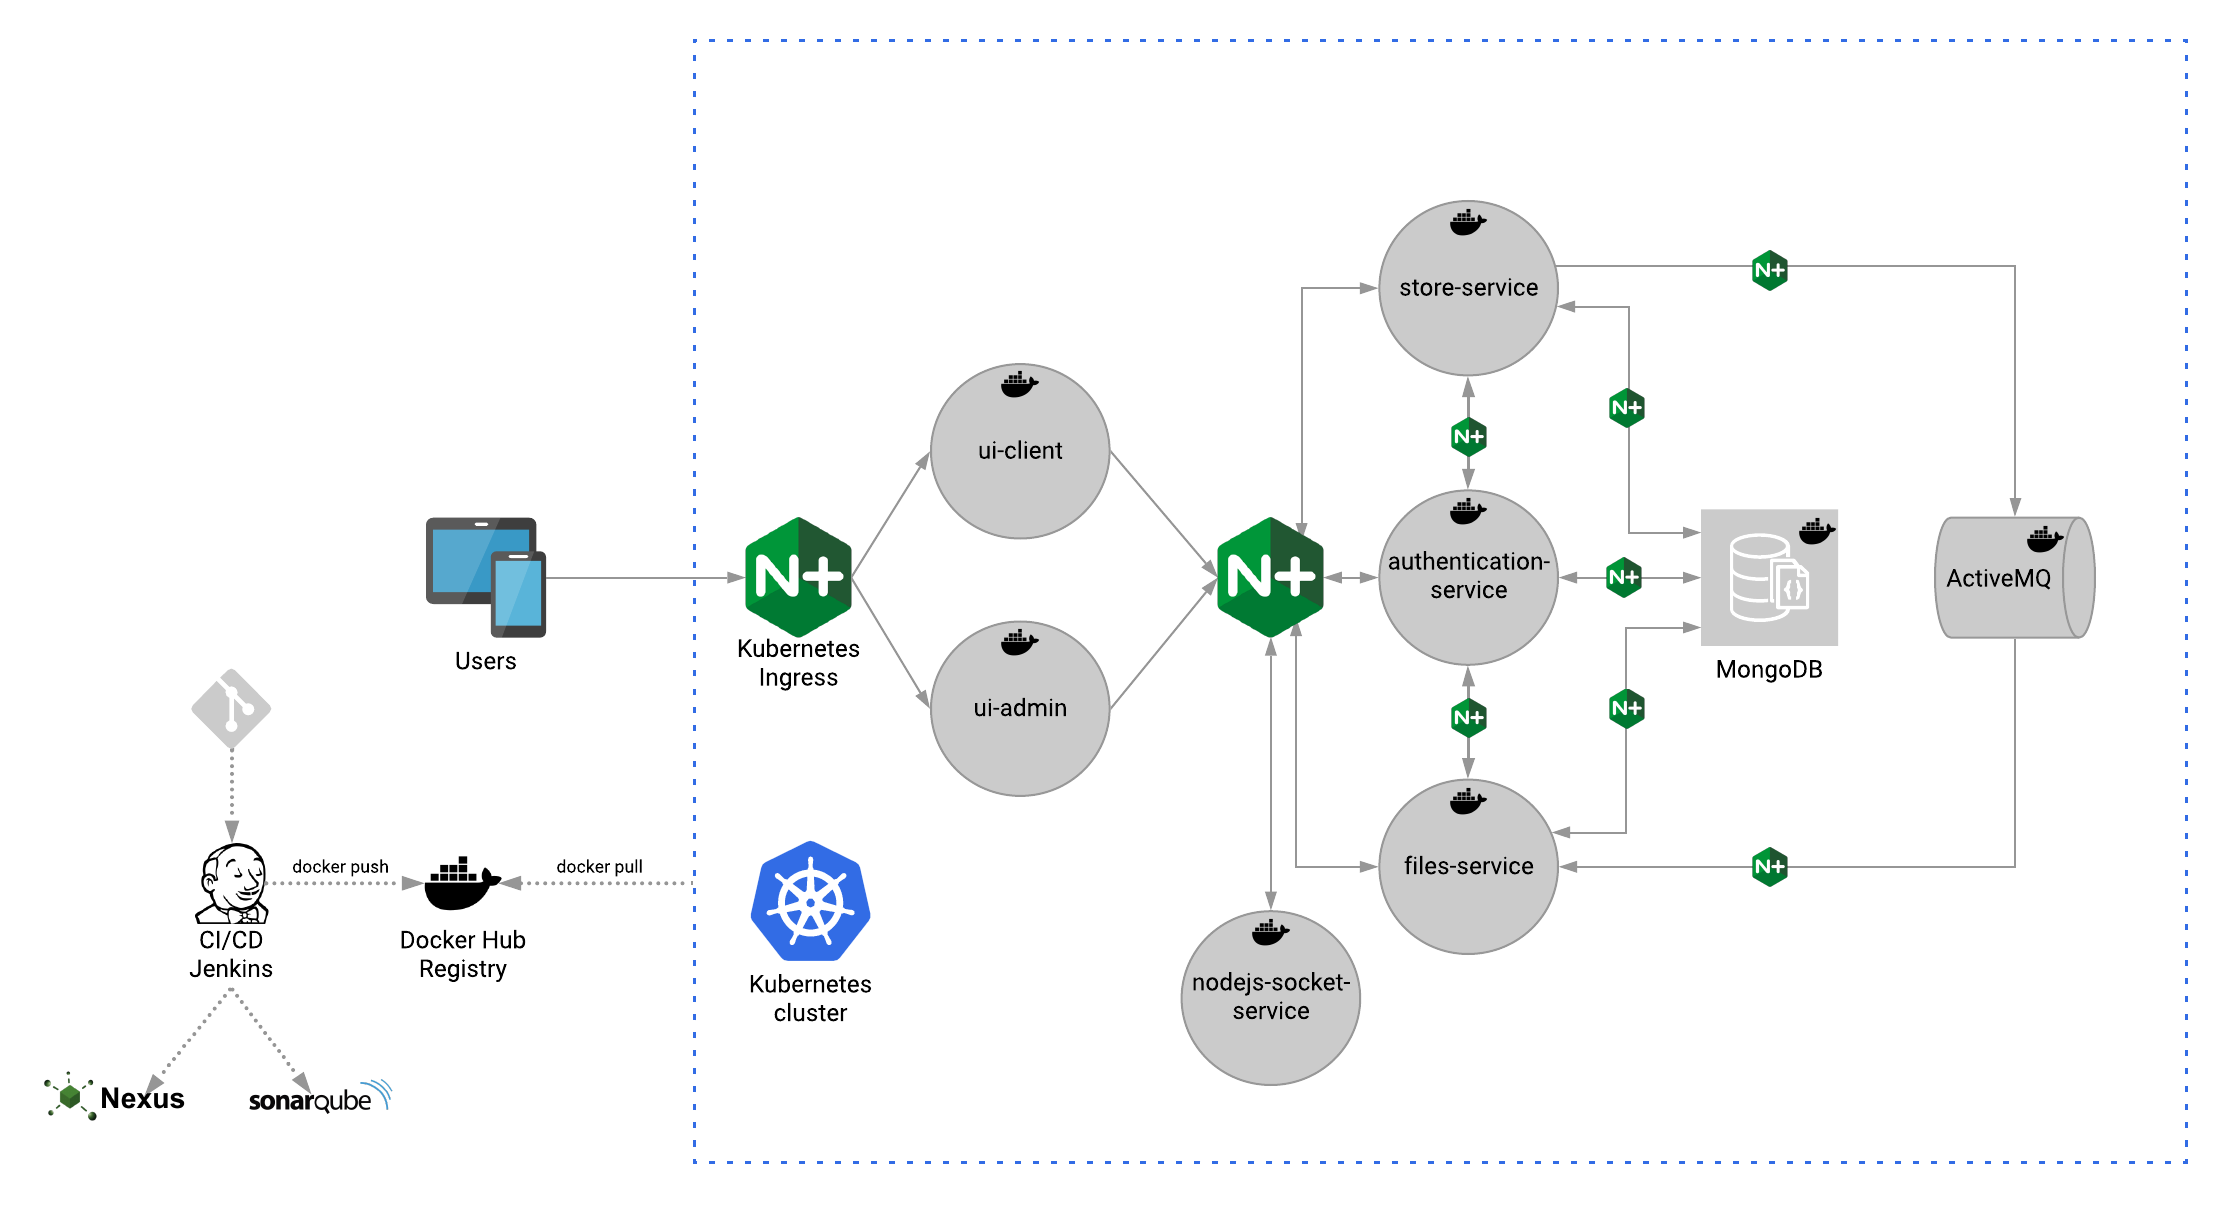 store-service
ui-client
authentication-
service
ActiveMQ
Users
Kubernetes
Ingress
MongoDB
ui-admin
docker push
docker pull
files-service
CI/CD
Jenkins
Docker Hub
Registry
Kubernetes
cluster
nodejs-socket-
service
Nexus
sonarqube
N+
N+
N+
N+
N+
N+
N+
N+
N+